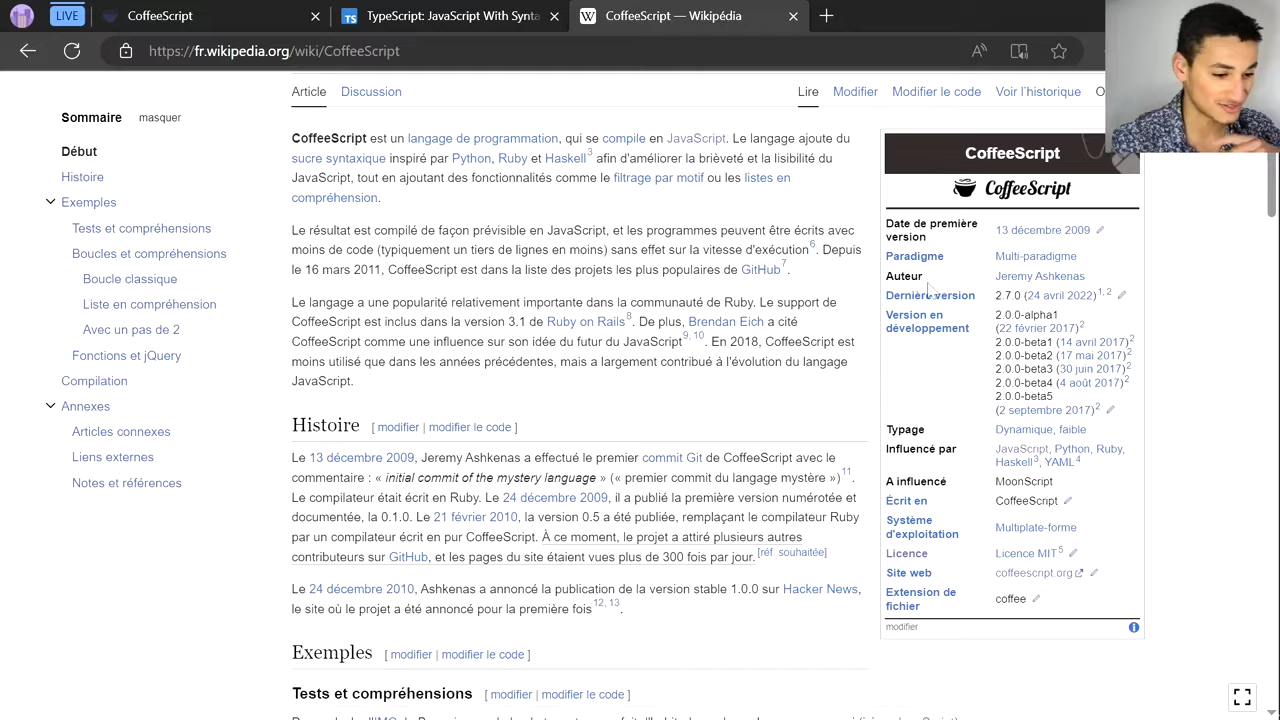 LIVE
CoffeeScript
TypeScript: JavaScript With Synta
CoffeeScript — Wikipédia
https://fr.wikipedia.org/wiki/CoffeeScript
Article
Discussion
Lire
Modifier
Modifier le code
Voir l'historique
Sommaire masquer
Début
Histoire
Exemples
Tests et compréhensions
Boucles et compréhensions
Boucle classique
Liste en compréhension
Avec un pas de 2
Fonctions et jQuery
Compilation
Annexes
Articles connexes
Liens externes
Notes et références
CoffeeScript est un langage de programmation, qui se compile en JavaScript. Le langage ajoute du
sucre syntaxique inspiré par Python, Ruby et Haskell3 afin d'améliorer la brièveté et la lisibilité du
JavaScript, tout en ajoutant des fonctionnalités comme le filtrage par motif ou les listes en
compréhension.
Le résultat est compilé de façon prévisible en JavaScript, et les programmes peuvent être écrits avec
moins de code (typiquement un tiers de lignes en moins) sans effet sur la vitesse d'exécution6. Depuis
le 16 mars 2011, CoffeeScript est dans la liste des projets les plus populaires de GitHub7.
Le langage a une popularité relativement importante dans la communauté de Ruby. Le support de
CoffeeScript est inclus dans la version 3.1 de Ruby on Rails8. De plus, Brendan Eich a cité
CoffeeScript comme une influence sur son idée du futur du JavaScript9, 10. En 2018, CoffeeScript est
moins utilisé que dans les années précédentes, mais a largement contribué à l'évolution du langage
JavaScript.
Histoire [ modifier | modifier le code ]
Le 13 décembre 2009, Jeremy Ashkenas a effectué le premier commit Git de CoffeeScript avec le
commentaire : « initial commit of the mystery language » (« premier commit du langage mystère »)11.
Le compilateur était écrit en Ruby. Le 24 décembre 2009, il a publié la première version numérotée et
documentée, la 0.1.0. Le 21 février 2010, la version 0.5 a été publiée, remplaçant le compilateur Ruby
par un compilateur écrit en pur CoffeeScript. À ce moment, le projet a attiré plusieurs autres
contributeurs sur GitHub, et les pages du site étaient vues plus de 300 fois par jour.[réf. souhaitée]
Le 24 décembre 2010, Ashkenas a annoncé la publication de la version stable 1.0.0 sur Hacker News,
le site où le projet a été annoncé pour la première fois12, 13.
Exemples [ modifier | modifier le code ]
Tests et compréhensions [ modifier | modifier le code ]
CoffeeScript
CoffeeScript
Date de première
version
13 décembre 2009
Paradigme Multi-paradigme
Auteur Jeremy Ashkenas
Dernière version 2.7.0 (24 avril 2022)1, 2
Version en
développement
2.0.0-alpha1
(22 février 2017)2
2.0.0-beta1 (14 avril 2017)2
2.0.0-beta2 (17 mai 2017)2
2.0.0-beta3 (30 juin 2017)2
2.0.0-beta4 (4 août 2017)2
2.0.0-beta5
(2 septembre 2017)2
Typage Dynamique, faible
Influencé par JavaScript, Python, Ruby,
Haskell3, YAML4
A influencé MoonScript
Écrit en CoffeeScript
Système
d'exploitation
Multiplate-forme
Licence Licence MIT5
Site web coffeescript.org
Extension de
fichier
coffee
modifier